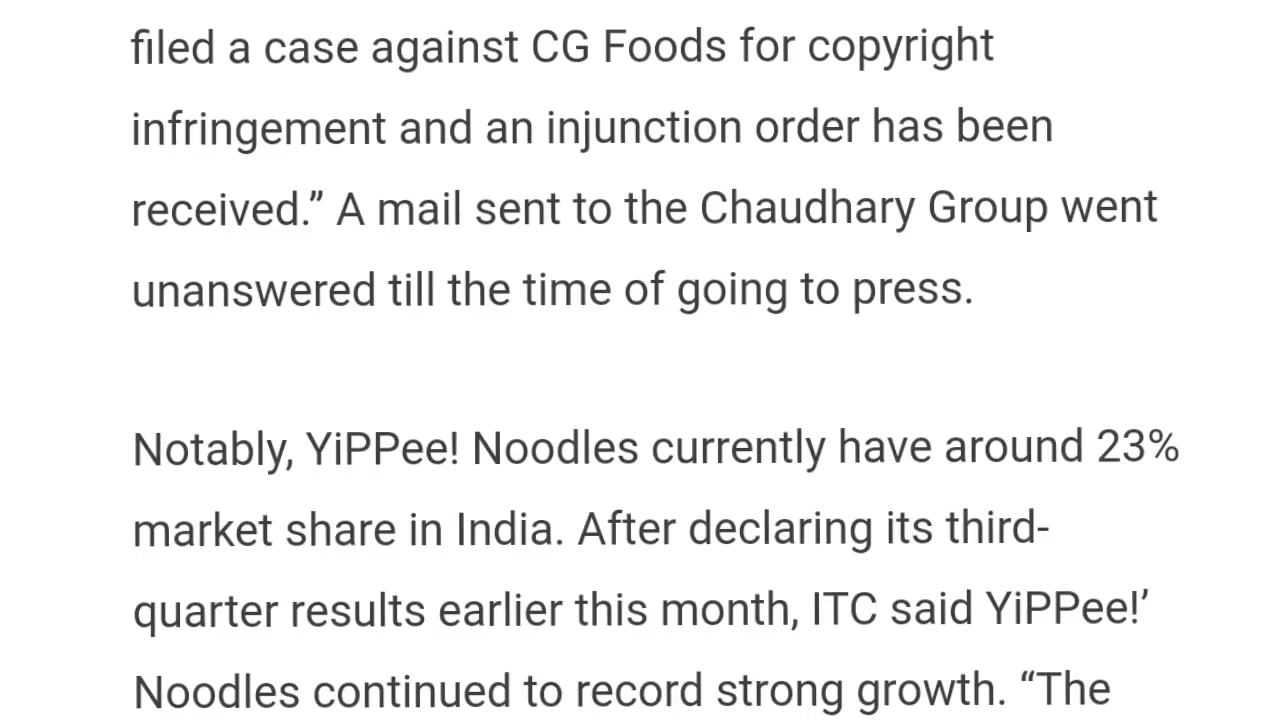 filed a case against CG Foods for copyright
infringement and an injunction order has been
received.” A mail sent to the Chaudhary Group went
unanswered till the time of going to press.
Notably, YiPPee! Noodles currently have around 23%
market share in India. After declaring its third-
quarter results earlier this month, ITC said YiPPee!’
Noodles continued to record strong growth. “The